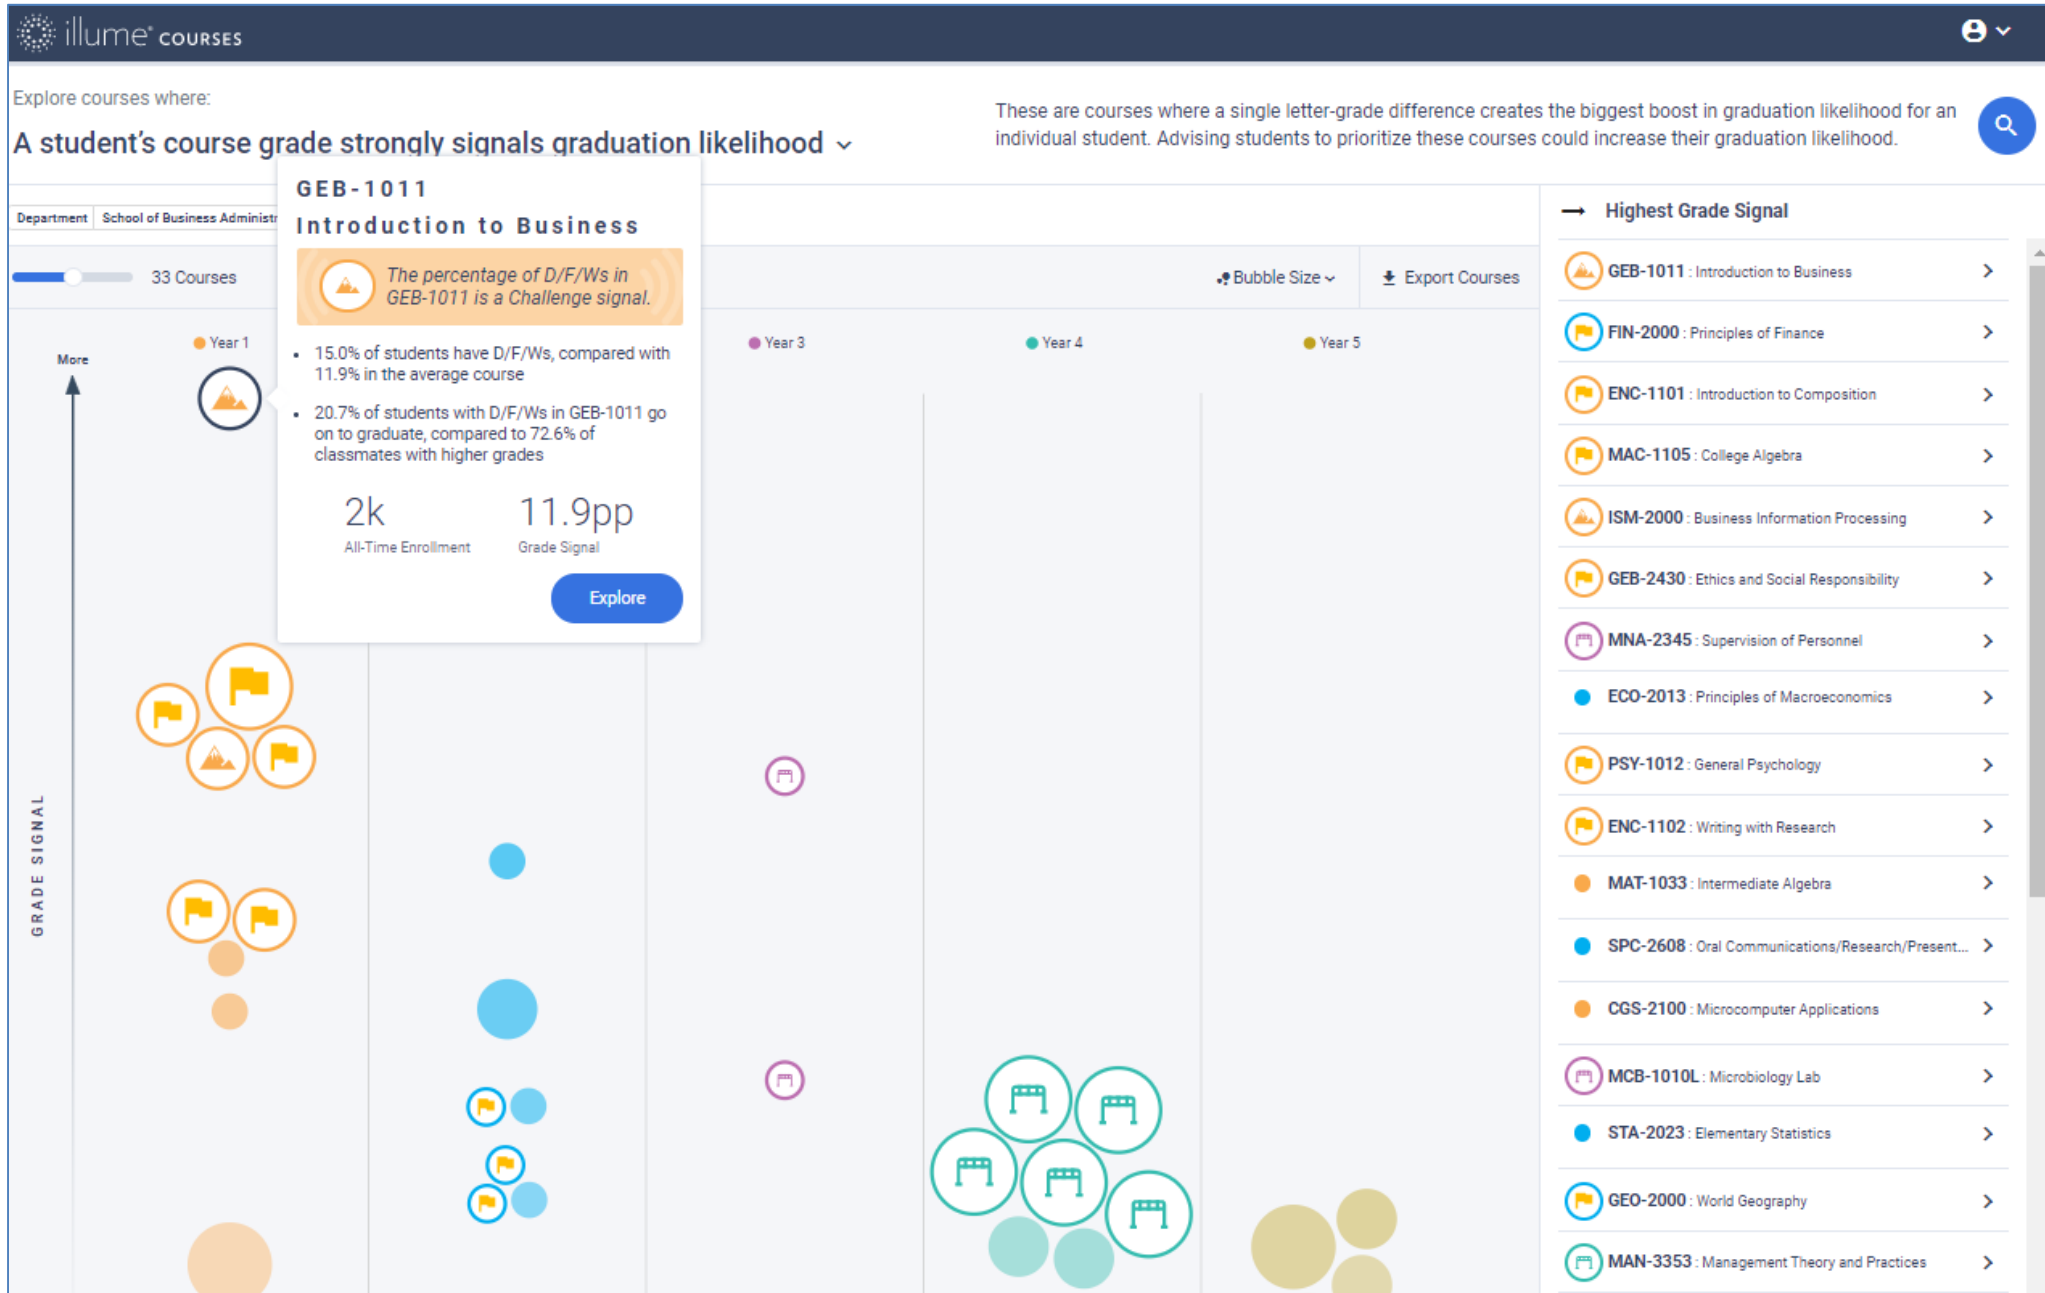 illume® COURSES
Explore courses where:
A student's course grade strongly signals graduation likelihood
These are courses where a single letter-grade difference creates the biggest boost in graduation likelihood for an
individual student. Advising students to prioritize these courses could increase their graduation likelihood.
Department
School of Business Administr
33 Courses
Bubble Size
Export Courses
GEB-1011
Introduction to Business
The percentage of D/F/Ws in
GEB-1011 is a Challenge signal.
• 15.0% of students have D/F/Ws, compared with
11.9% in the average course
• 20.7% of students with D/F/Ws in GEB-1011 go
on to graduate, compared to 72.6% of
classmates with higher grades
2k
All-Time Enrollment
11.9pp
Grade Signal
Explore
More
GRADE SIGNAL
Year 1
Year 3
Year 4
Year 5
Highest Grade Signal
GEB-1011 : Introduction to Business
FIN-2000 : Principles of Finance
ENC-1101 : Introduction to Composition
MAC-1105 : College Algebra
ISM-2000 : Business Information Processing
GEB-2430 : Ethics and Social Responsibility
MNA-2345 : Supervision of Personnel
ECO-2013 : Principles of Macroeconomics
PSY-1012 : General Psychology
ENC-1102 : Writing with Research
MAT-1033 : Intermediate Algebra
SPC-2608 : Oral Communications/Research/Present...
CGS-2100 : Microcomputer Applications
MCB-1010L : Microbiology Lab
STA-2023 : Elementary Statistics
GEO-2000 : World Geography
MAN-3353 : Management Theory and Practices